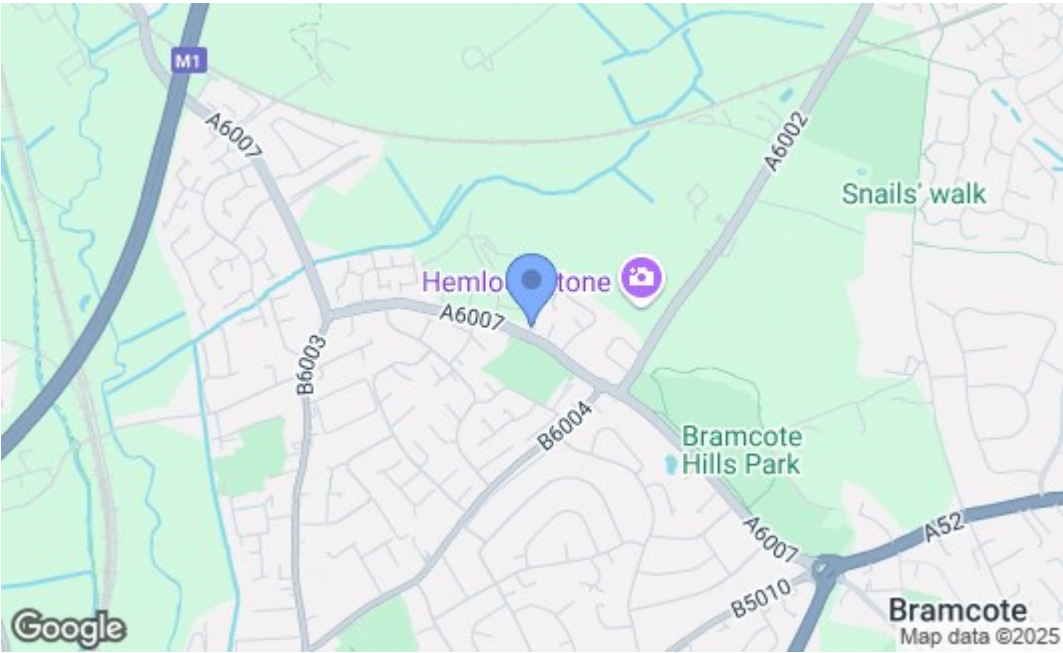 M1
A6007
A6002
Snails' walk
Hemlo tone
A6007
B6003
B6004
Bramcote
Hills Park
A6007
A52
B5010
Bramcote
Google
Map data ©2025